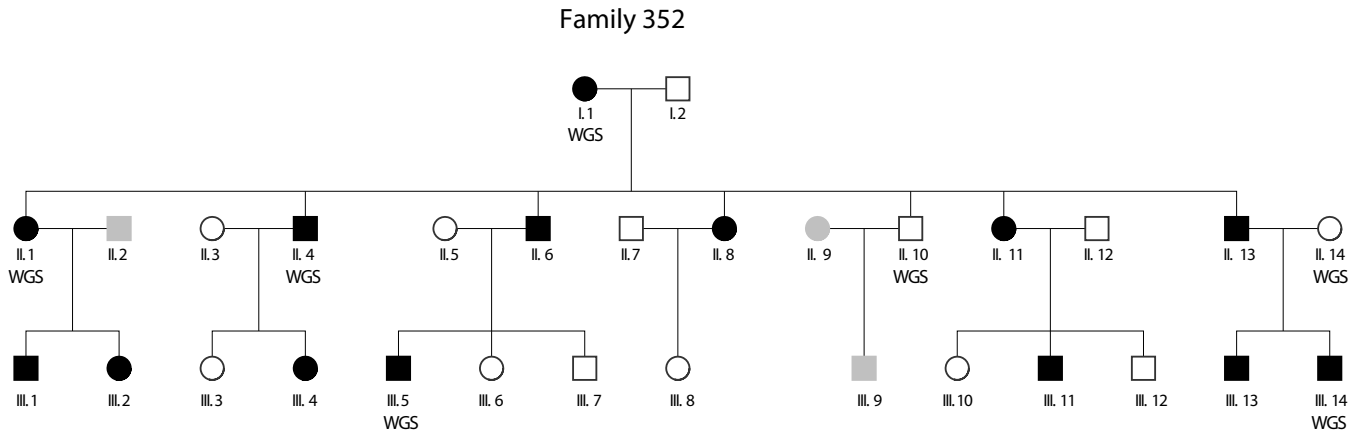 Family 352
I. 1 I. 2
WGS
II. 1 II. 2 II. 3 II. 4 II. 5 II. 6 II. 7 II. 8 II. 9 II. 10 II. 11 II. 12 II. 13 II. 14
WGS WGS WGS WGS
III. 1 III. 2 III. 3 III. 4 III. 5 III. 6 III. 7 III. 8 III. 9 III. 10 III. 11 III. 12 III. 13 III. 14
WGS WGS